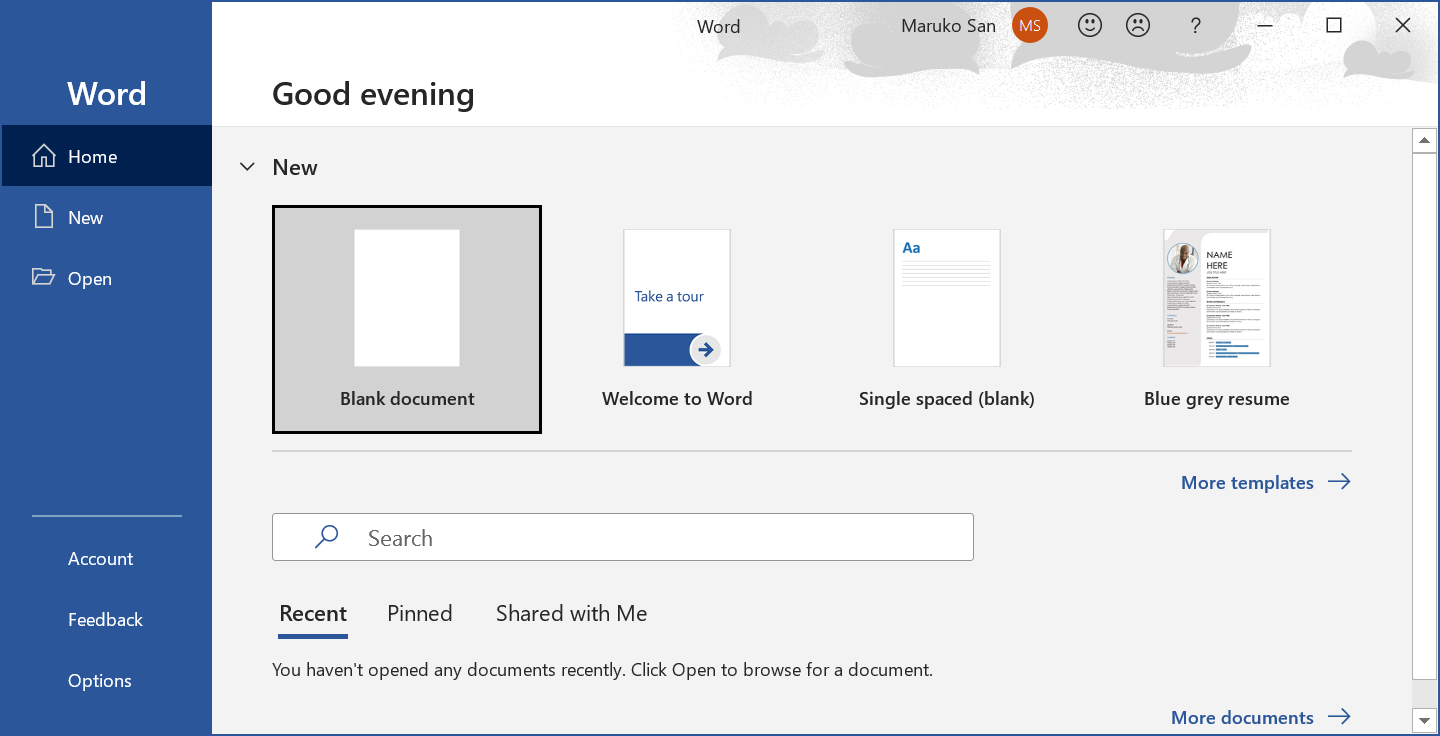 Word
Maruko San
MS
?
Word
Good evening
Home
New
Open
Account
Feedback
Options
New
Take a tour
Aa
NAME
HERE
Blank document
Welcome to Word
Single spaced (blank)
Blue grey resume
More templates
Search
Recent
Pinned
Shared with Me
You haven't opened any documents recently. Click Open to browse for a document.
More documents